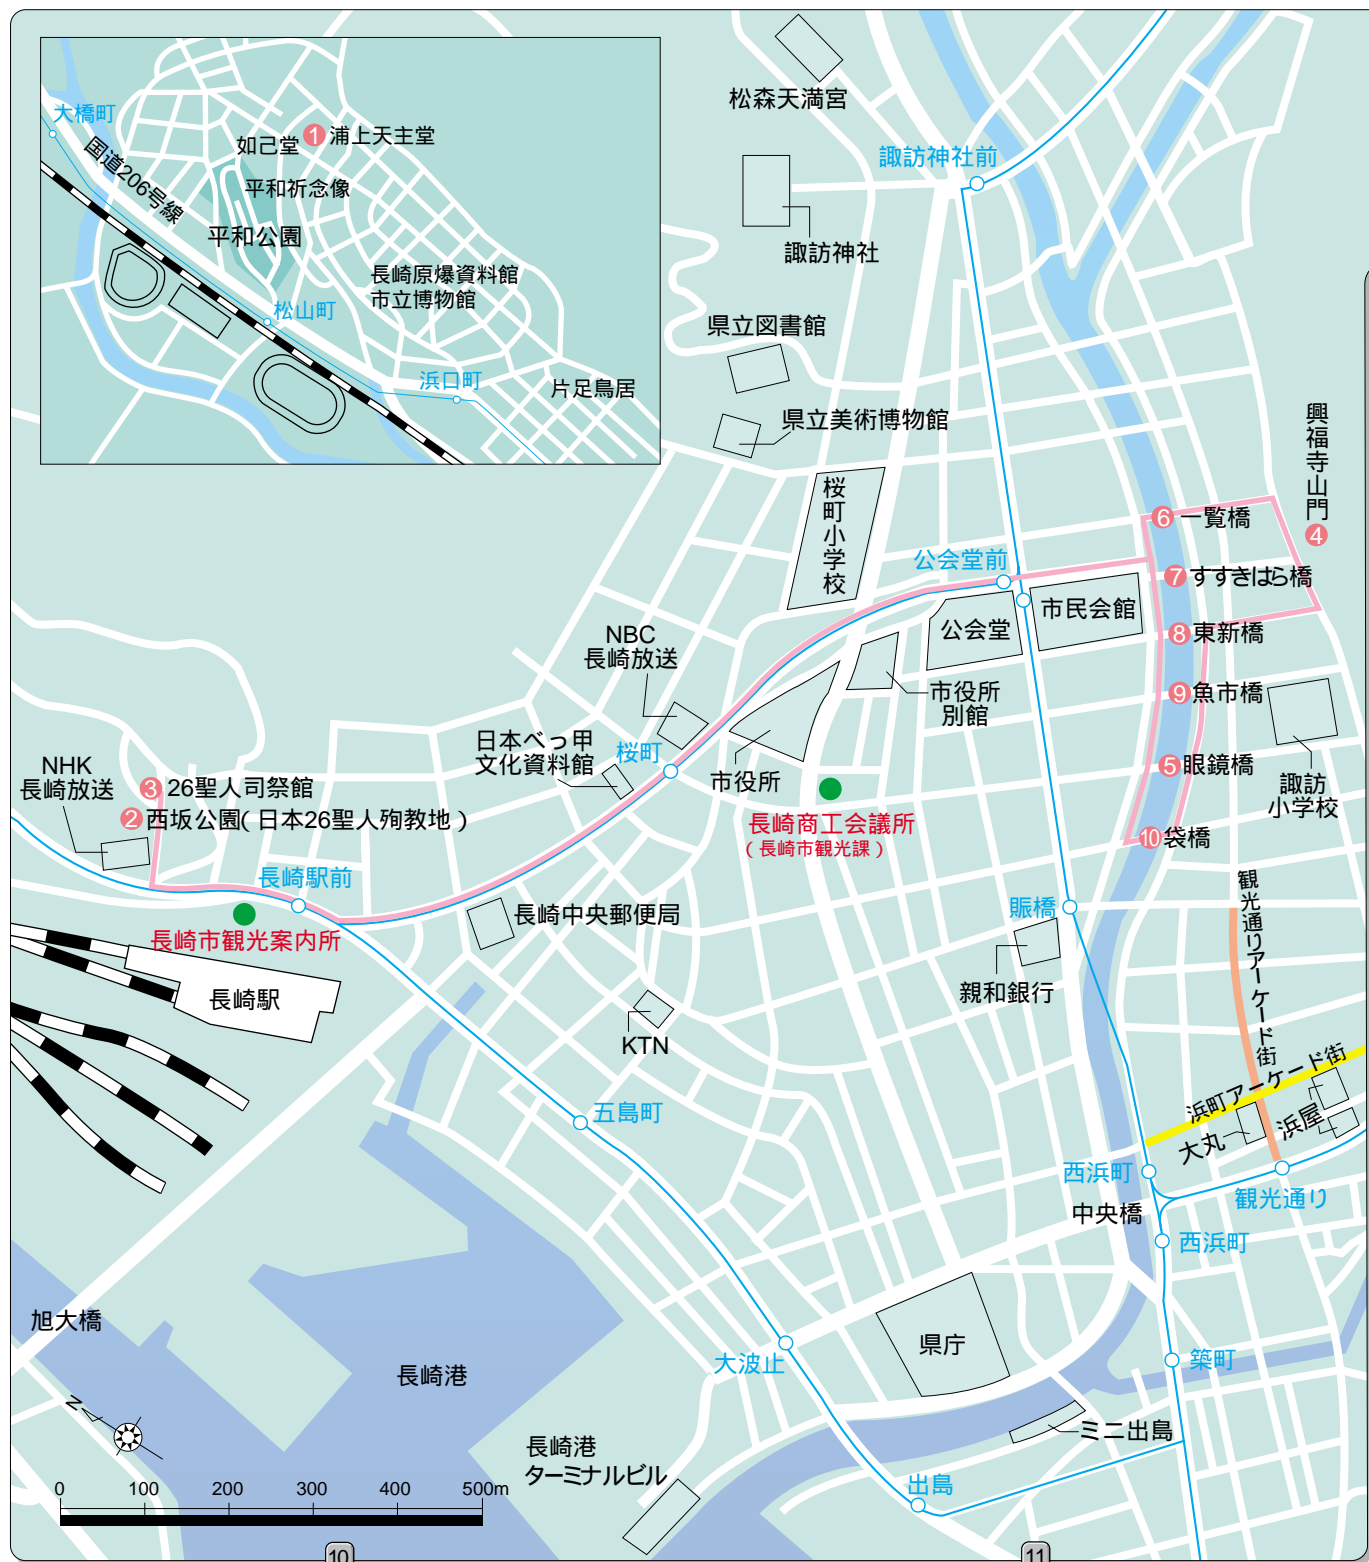 大橋町
国道206号線
如己堂
1 浦上天主堂
平和祈念像
平和公園
長崎原爆資料館
市立博物館
松山町
浜口町
片足鳥居
松森天満宮
諏訪神社前
諏訪神社
県立図書館
県立美術博物館
桜町小学校
興福寺山門
4
6 一覧橋
公会堂前
7 すすきはら橋
市民会館
公会堂
8 東新橋
NBC
長崎放送
市役所
別館
9 魚市橋
日本べっ甲
文化資料館
桜町
市役所
5 眼鏡橋
諏訪
小学校
NHK
長崎放送
3 26聖人司祭館
2 西坂公園(日本26聖人殉教地)
長崎商工会議所
(長崎市観光課)
10 袋橋
長崎駅前
長崎市観光案内所
長崎中央郵便局
賑橋
観光通りアーケード街
長崎駅
親和銀行
KTN
浜町アーケード街
五島町
大丸
浜屋
西浜町
観光通り
中央橋
西浜町
旭大橋
長崎港
大波止
県庁
築町
N
ミニ出島
長崎港
ターミナルビル
出島
0 100 200 300 400 500m
10
11